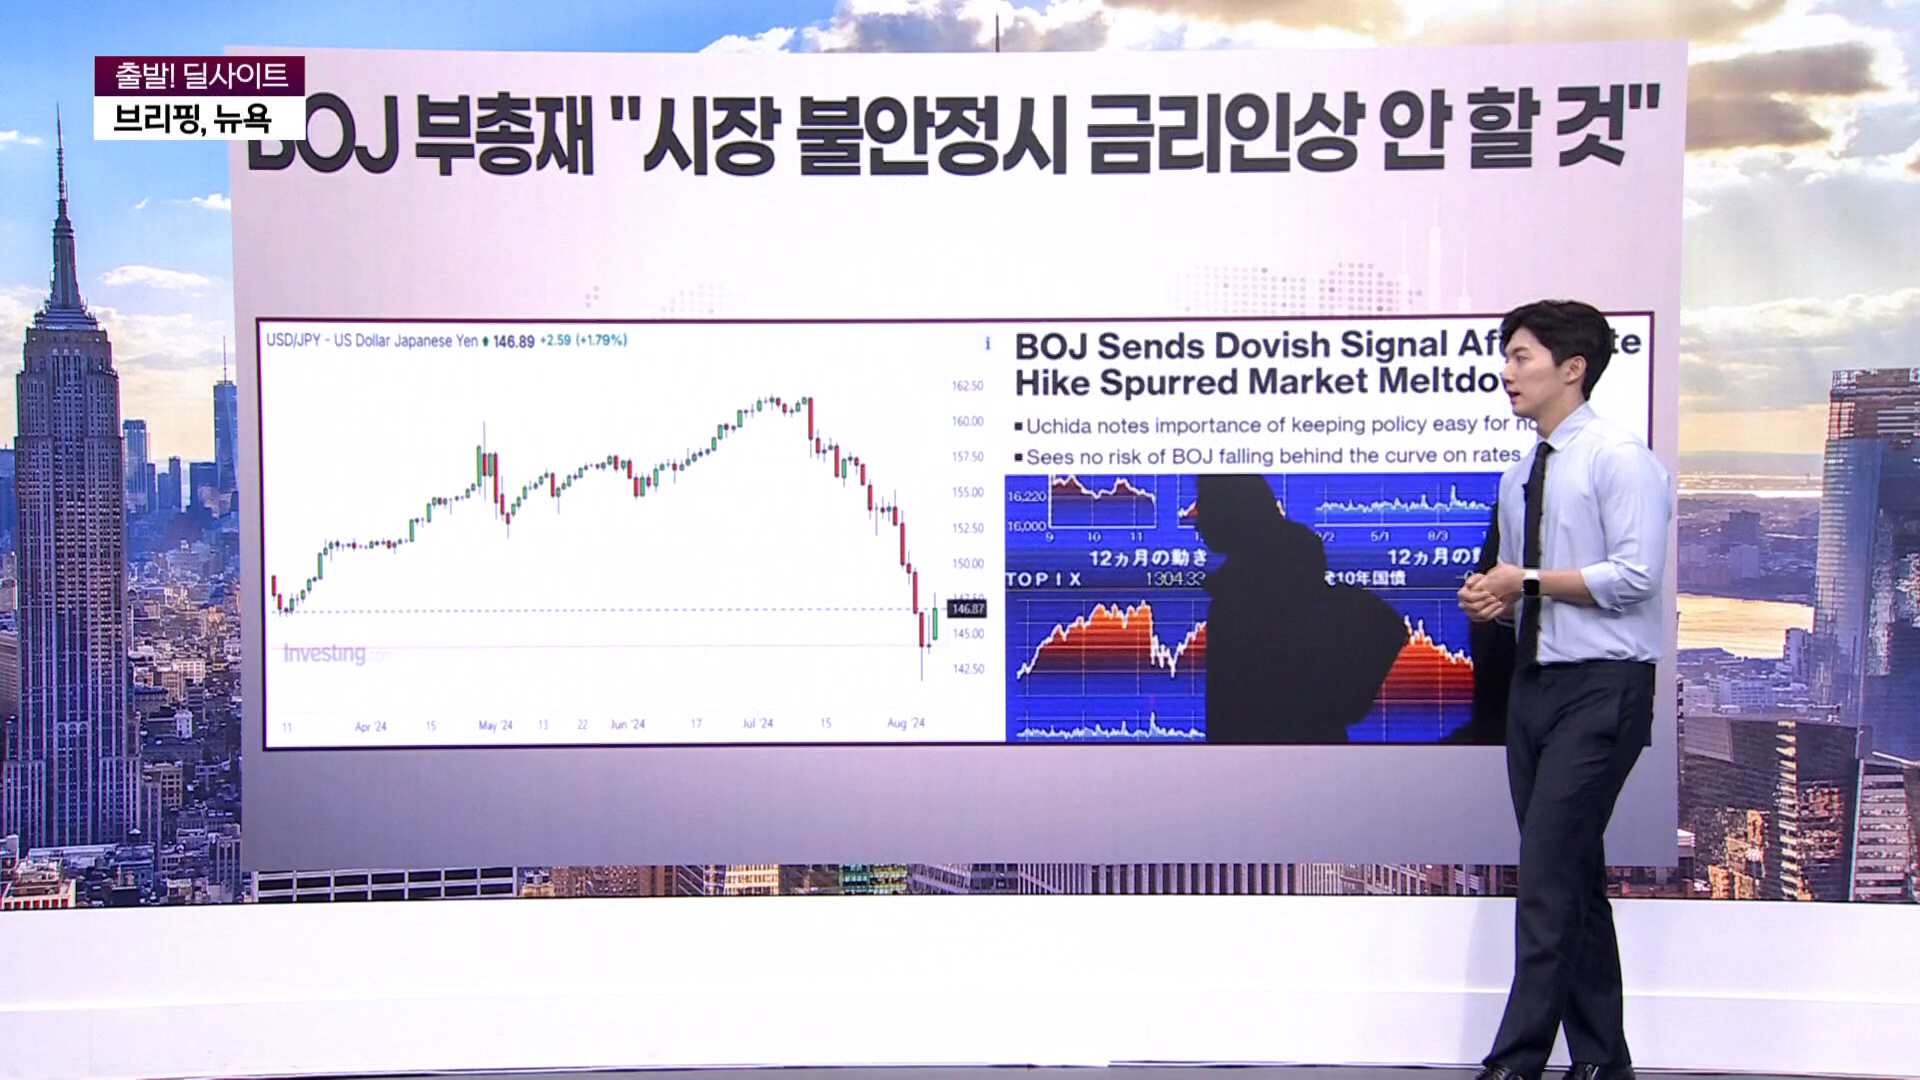 출발! 딜사이트
브리핑, 뉴욕
BOJ 부총재 "시장 불안정시 금리인상 안 할 것"
USD/JPY - US Dollar Japanese Yen 146.89 +2.59 (+1.79%)
162.50
160.00
157.50
155.00
152.50
150.00
146.87
145.00
142.50
Investing.com
11 Apr '24 15 May '24 13 22 Jun '24 17 Jul '24 15 Aug '24
BOJ Sends Dovish Signal
Hike Spurred Market
▪ Uchida notes importance of keeping policy easy for
▪ Sees no risk of BOJ falling behind the curve on rates
16,220
16,000
9 10 11
5/1 8/3
12ヵ月の動き
12ヵ月の
TOPIX 1304.33
10年国債